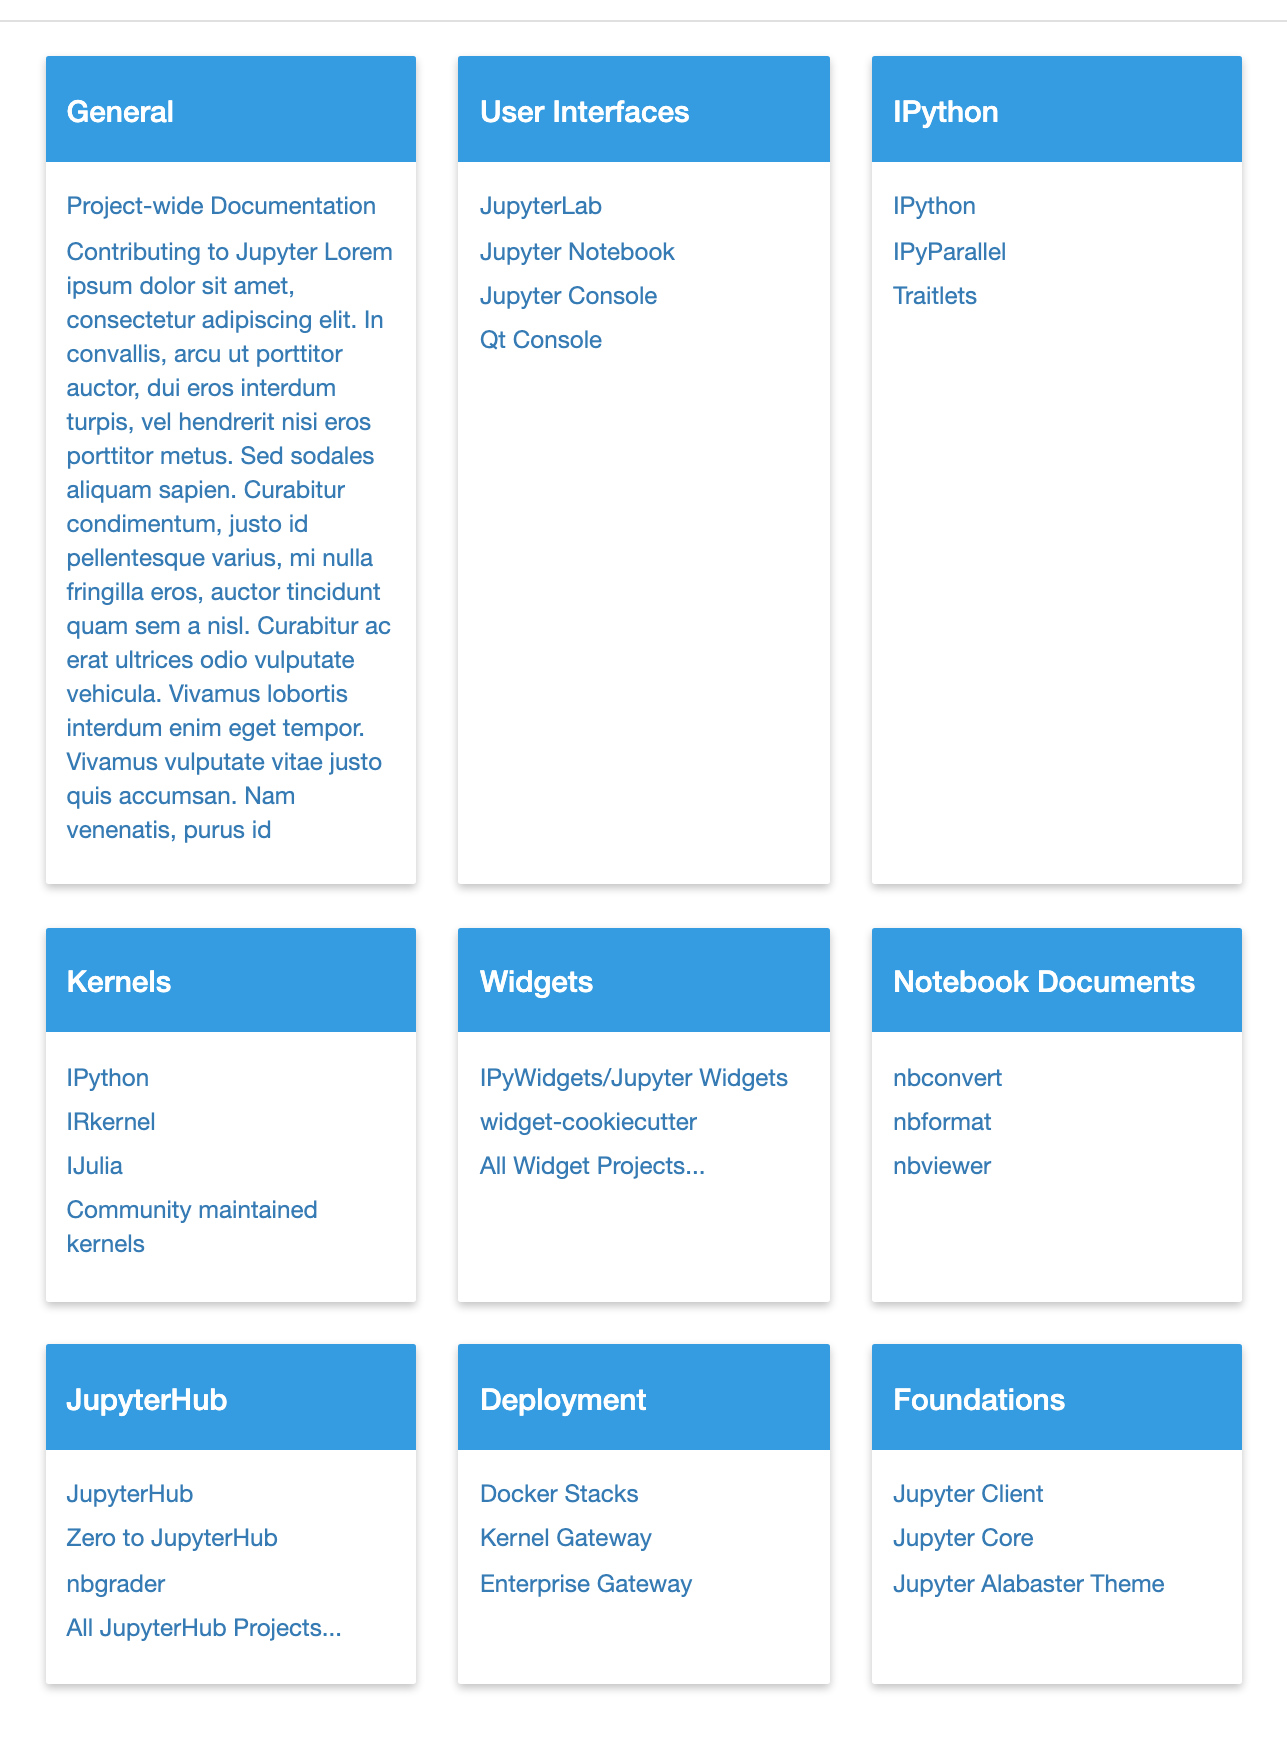 General
Project-wide Documentation
Contributing to Jupyter Lorem
ipsum dolor sit amet,
consectetur adipiscing elit. In
convallis, arcu ut porttitor
auctor, dui eros interdum
turpis, vel hendrerit nisi eros
porttitor metus. Sed sodales
aliquam sapien. Curabitur
condimentum, justo id
pellentesque varius, mi nulla
fringilla eros, auctor tincidunt
quam sem a nisl. Curabitur ac
erat ultrices odio vulputate
vehicula. Vivamus lobortis
interdum enim eget tempor.
Vivamus vulputate vitae justo
quis accumsan. Nam
venenatis, purus id
User Interfaces
JupyterLab
Jupyter Notebook
Jupyter Console
Qt Console
IPython
IPython
IPyParallel
Traitlets
Kernels
IPython
IRkernel
IJulia
Community maintained
kernels
Widgets
IPyWidgets/Jupyter Widgets
widget-cookiecutter
All Widget Projects...
Notebook Documents
nbconvert
nbformat
nbviewer
JupyterHub
JupyterHub
Zero to JupyterHub
nbgrader
All JupyterHub Projects...
Deployment
Docker Stacks
Kernel Gateway
Enterprise Gateway
Foundations
Jupyter Client
Jupyter Core
Jupyter Alabaster Theme